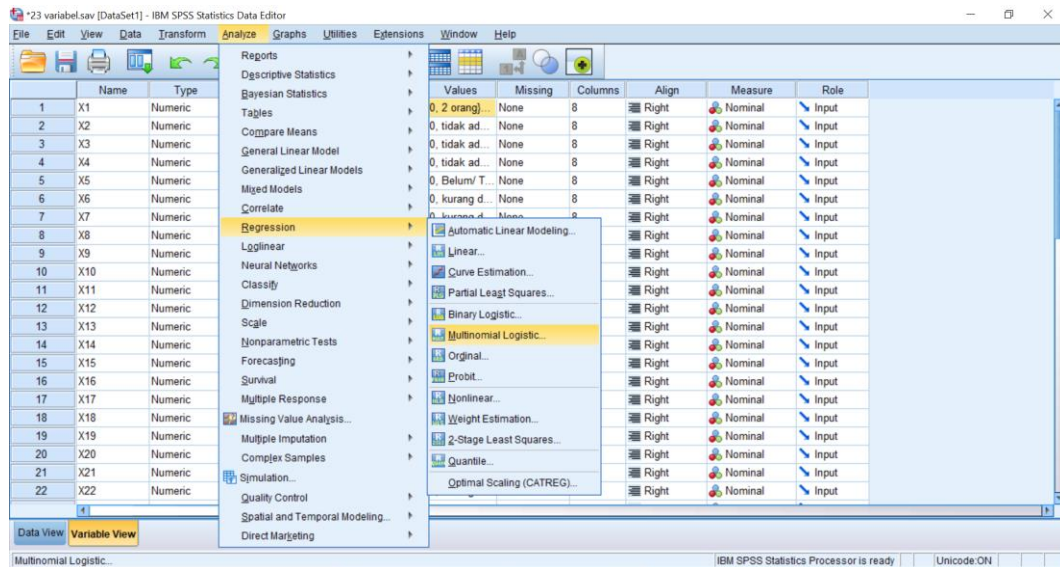 *23 variabel.sav [DataSet1] - IBM SPSS Statistics Data Editor
File Edit View Data Transform Analyze Graphs Utilities Extensions Window Help
Name Type Values Missing Columns Align Measure Role
1 X1 Numeric 0, 2 orang}... None 8 Right Nominal Input
2 X2 Numeric 0, tidak ad... None 8 Right Nominal Input
3 X3 Numeric 0, tidak ad... None 8 Right Nominal Input
4 X4 Numeric 0, tidak ad... None 8 Right Nominal Input
5 X5 Numeric 0, Belum/ T... None 8 Right Nominal Input
6 X6 Numeric 0, kurang d... None 8 Right Nominal Input
7 X7 Numeric 0, kurang d... None 8 Right Nominal Input
8 X8 Numeric Right Nominal Input
9 X9 Numeric Right Nominal Input
10 X10 Numeric Right Nominal Input
11 X11 Numeric Right Nominal Input
12 X12 Numeric Right Nominal Input
13 X13 Numeric Right Nominal Input
14 X14 Numeric Right Nominal Input
15 X15 Numeric Right Nominal Input
16 X16 Numeric Right Nominal Input
17 X17 Numeric Right Nominal Input
18 X18 Numeric Right Nominal Input
19 X19 Numeric Right Nominal Input
20 X20 Numeric Right Nominal Input
21 X21 Numeric Right Nominal Input
22 X22 Numeric Right Nominal Input
Reports
Descriptive Statistics
Bayesian Statistics
Tables
Compare Means
General Linear Model
Generalized Linear Models
Mixed Models
Correlate
Regression
Loglinear
Neural Networks
Classify
Dimension Reduction
Scale
Nonparametric Tests
Forecasting
Survival
Multiple Response
Missing Value Analysis...
Multiple Imputation
Complex Samples
Simulation...
Quality Control
Spatial and Temporal Modeling...
Direct Marketing
Automatic Linear Modeling...
Linear...
Curve Estimation...
Partial Least Squares...
Binary Logistic...
Multinomial Logistic...
Ordinal...
Probit...
Nonlinear...
Weight Estimation...
2-Stage Least Squares...
Quantile...
Optimal Scaling (CATREG)...
Data View Variable View
Multinomial Logistic... IBM SPSS Statistics Processor is ready Unicode:ON